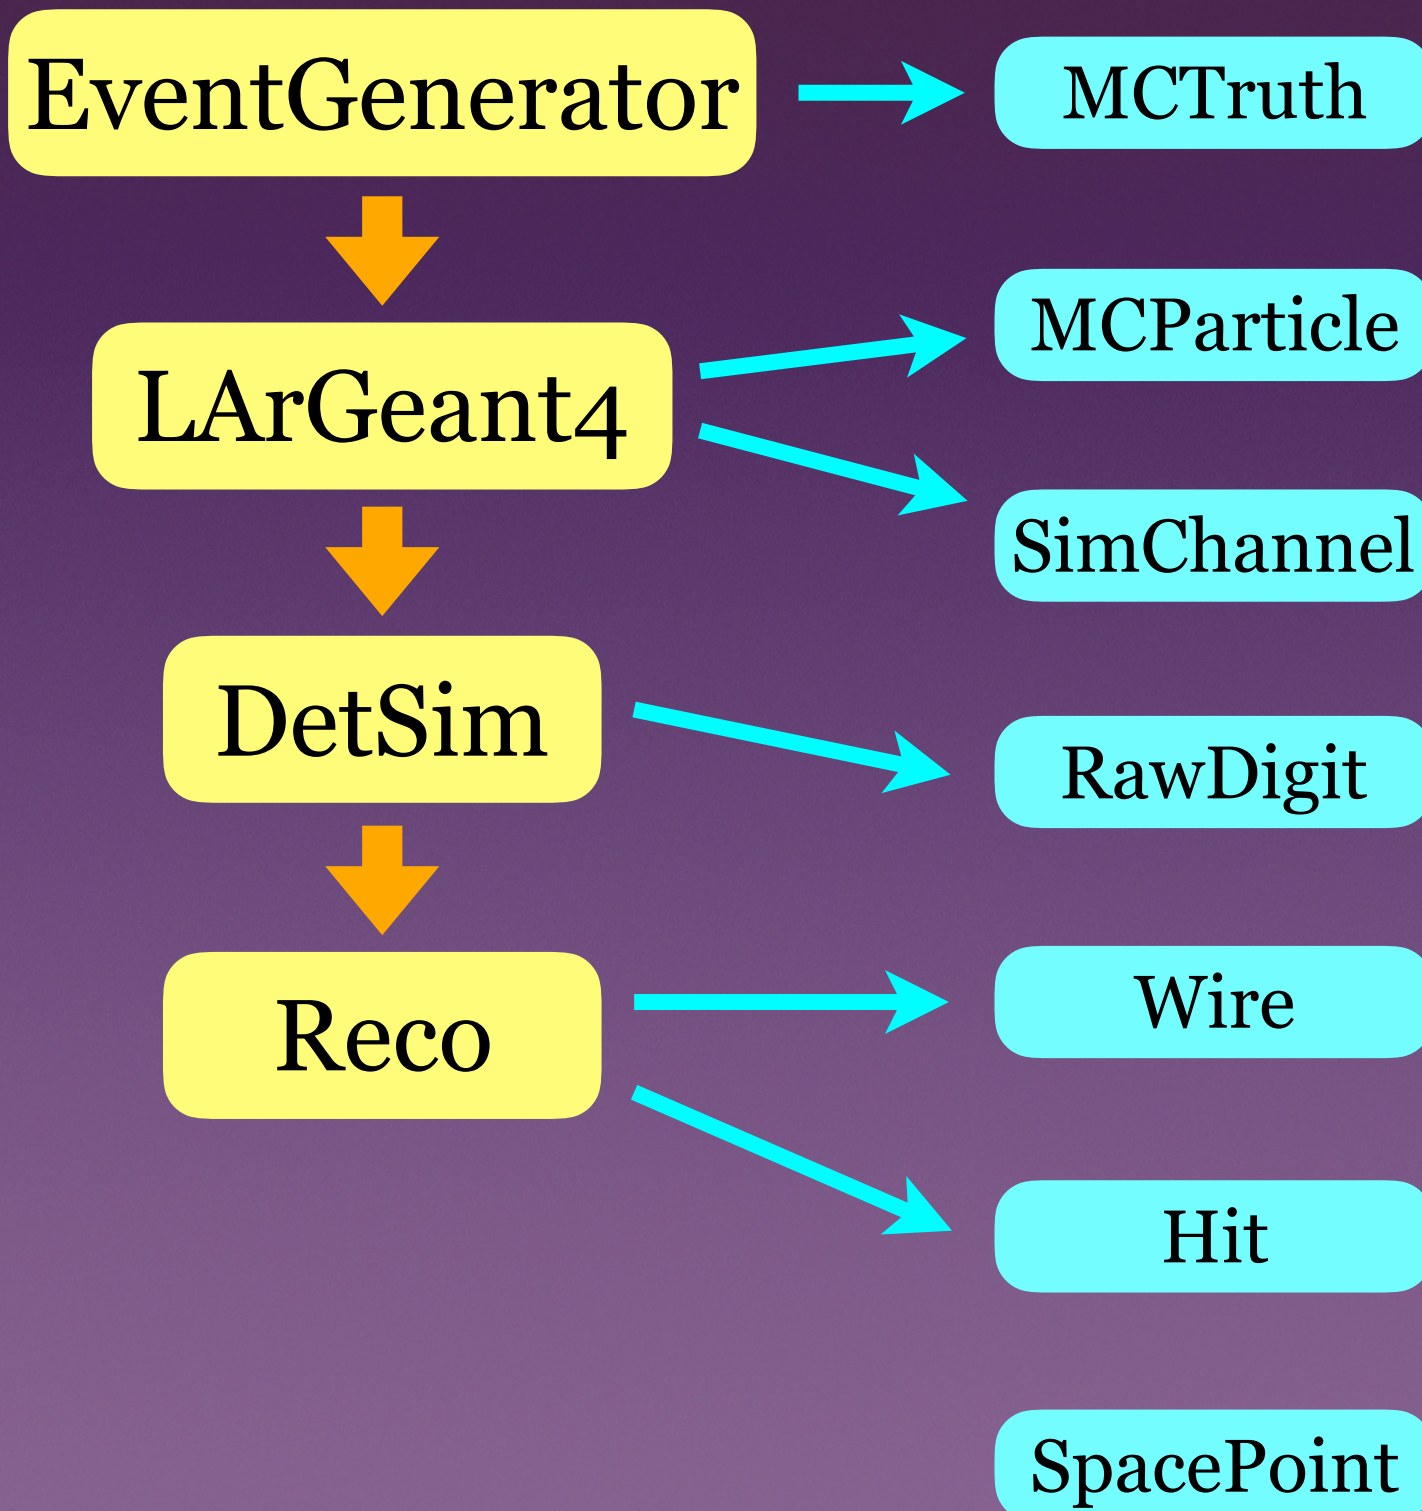 EventGenerator
MCTruth
LArGeant4
MCParticle
SimChannel
DetSim
RawDigit
Reco
Wire
Hit
SpacePoint